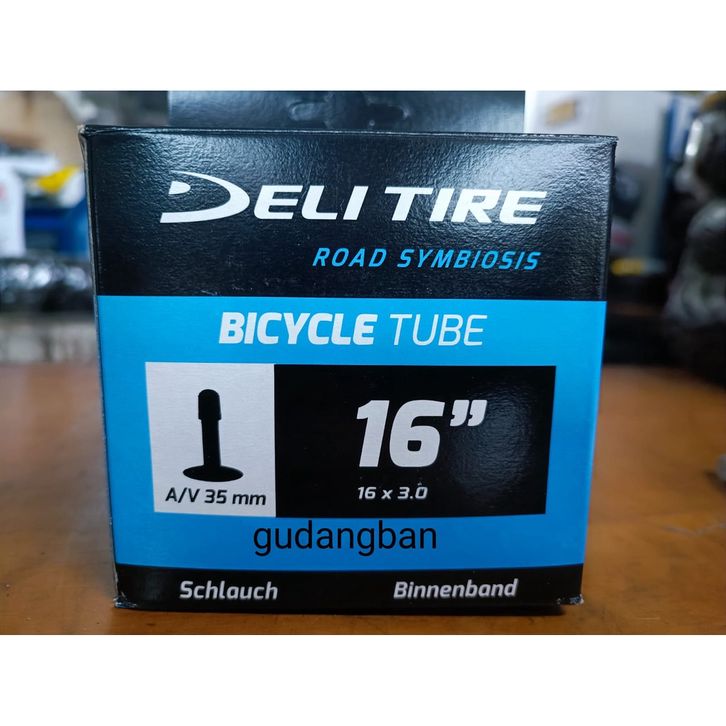 DELI TIRE
ROAD SYMBIOSIS
BICYCLE TUBE
16”
A/V 35 mm
16 x 3.0
gudangban
Schlauch Binnenband